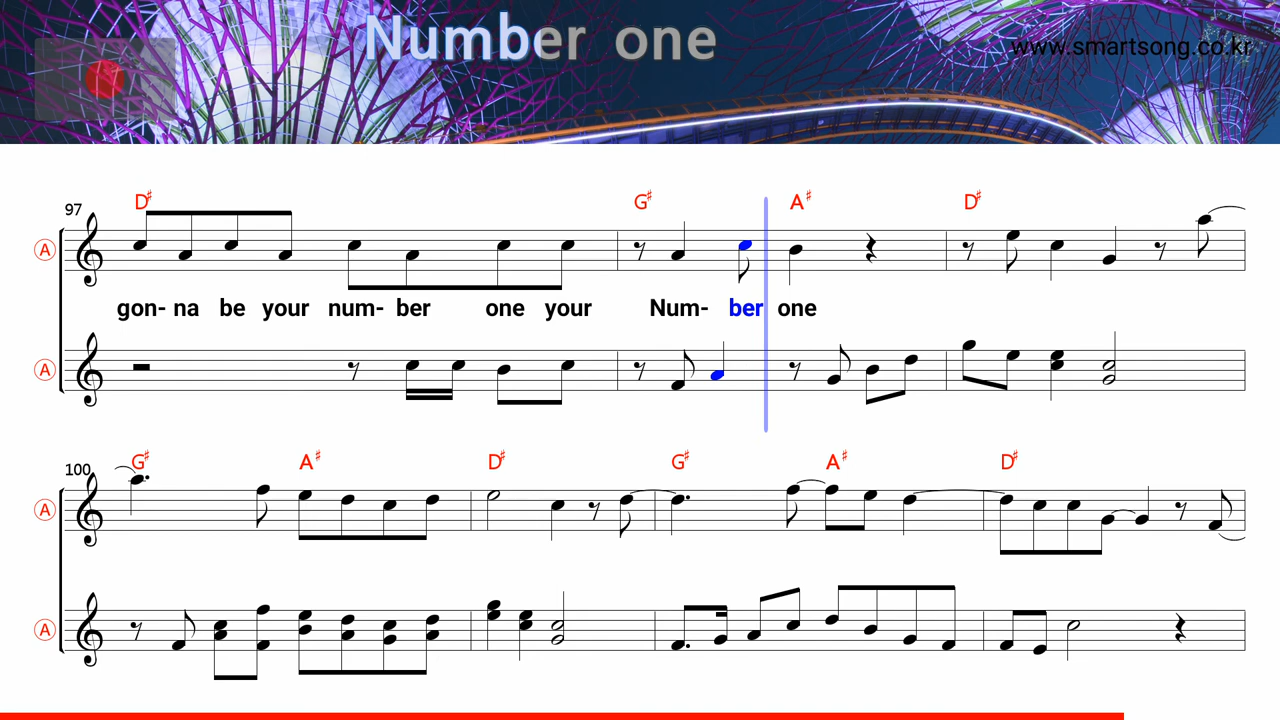 Number one
www.smartsong.co.kr
D♯ G♯ A♯ D♯
97
A
gon- na be your num- ber one your Num- ber one
A
G♯ A♯ D♯ G♯ A♯ D♯
100
A
A